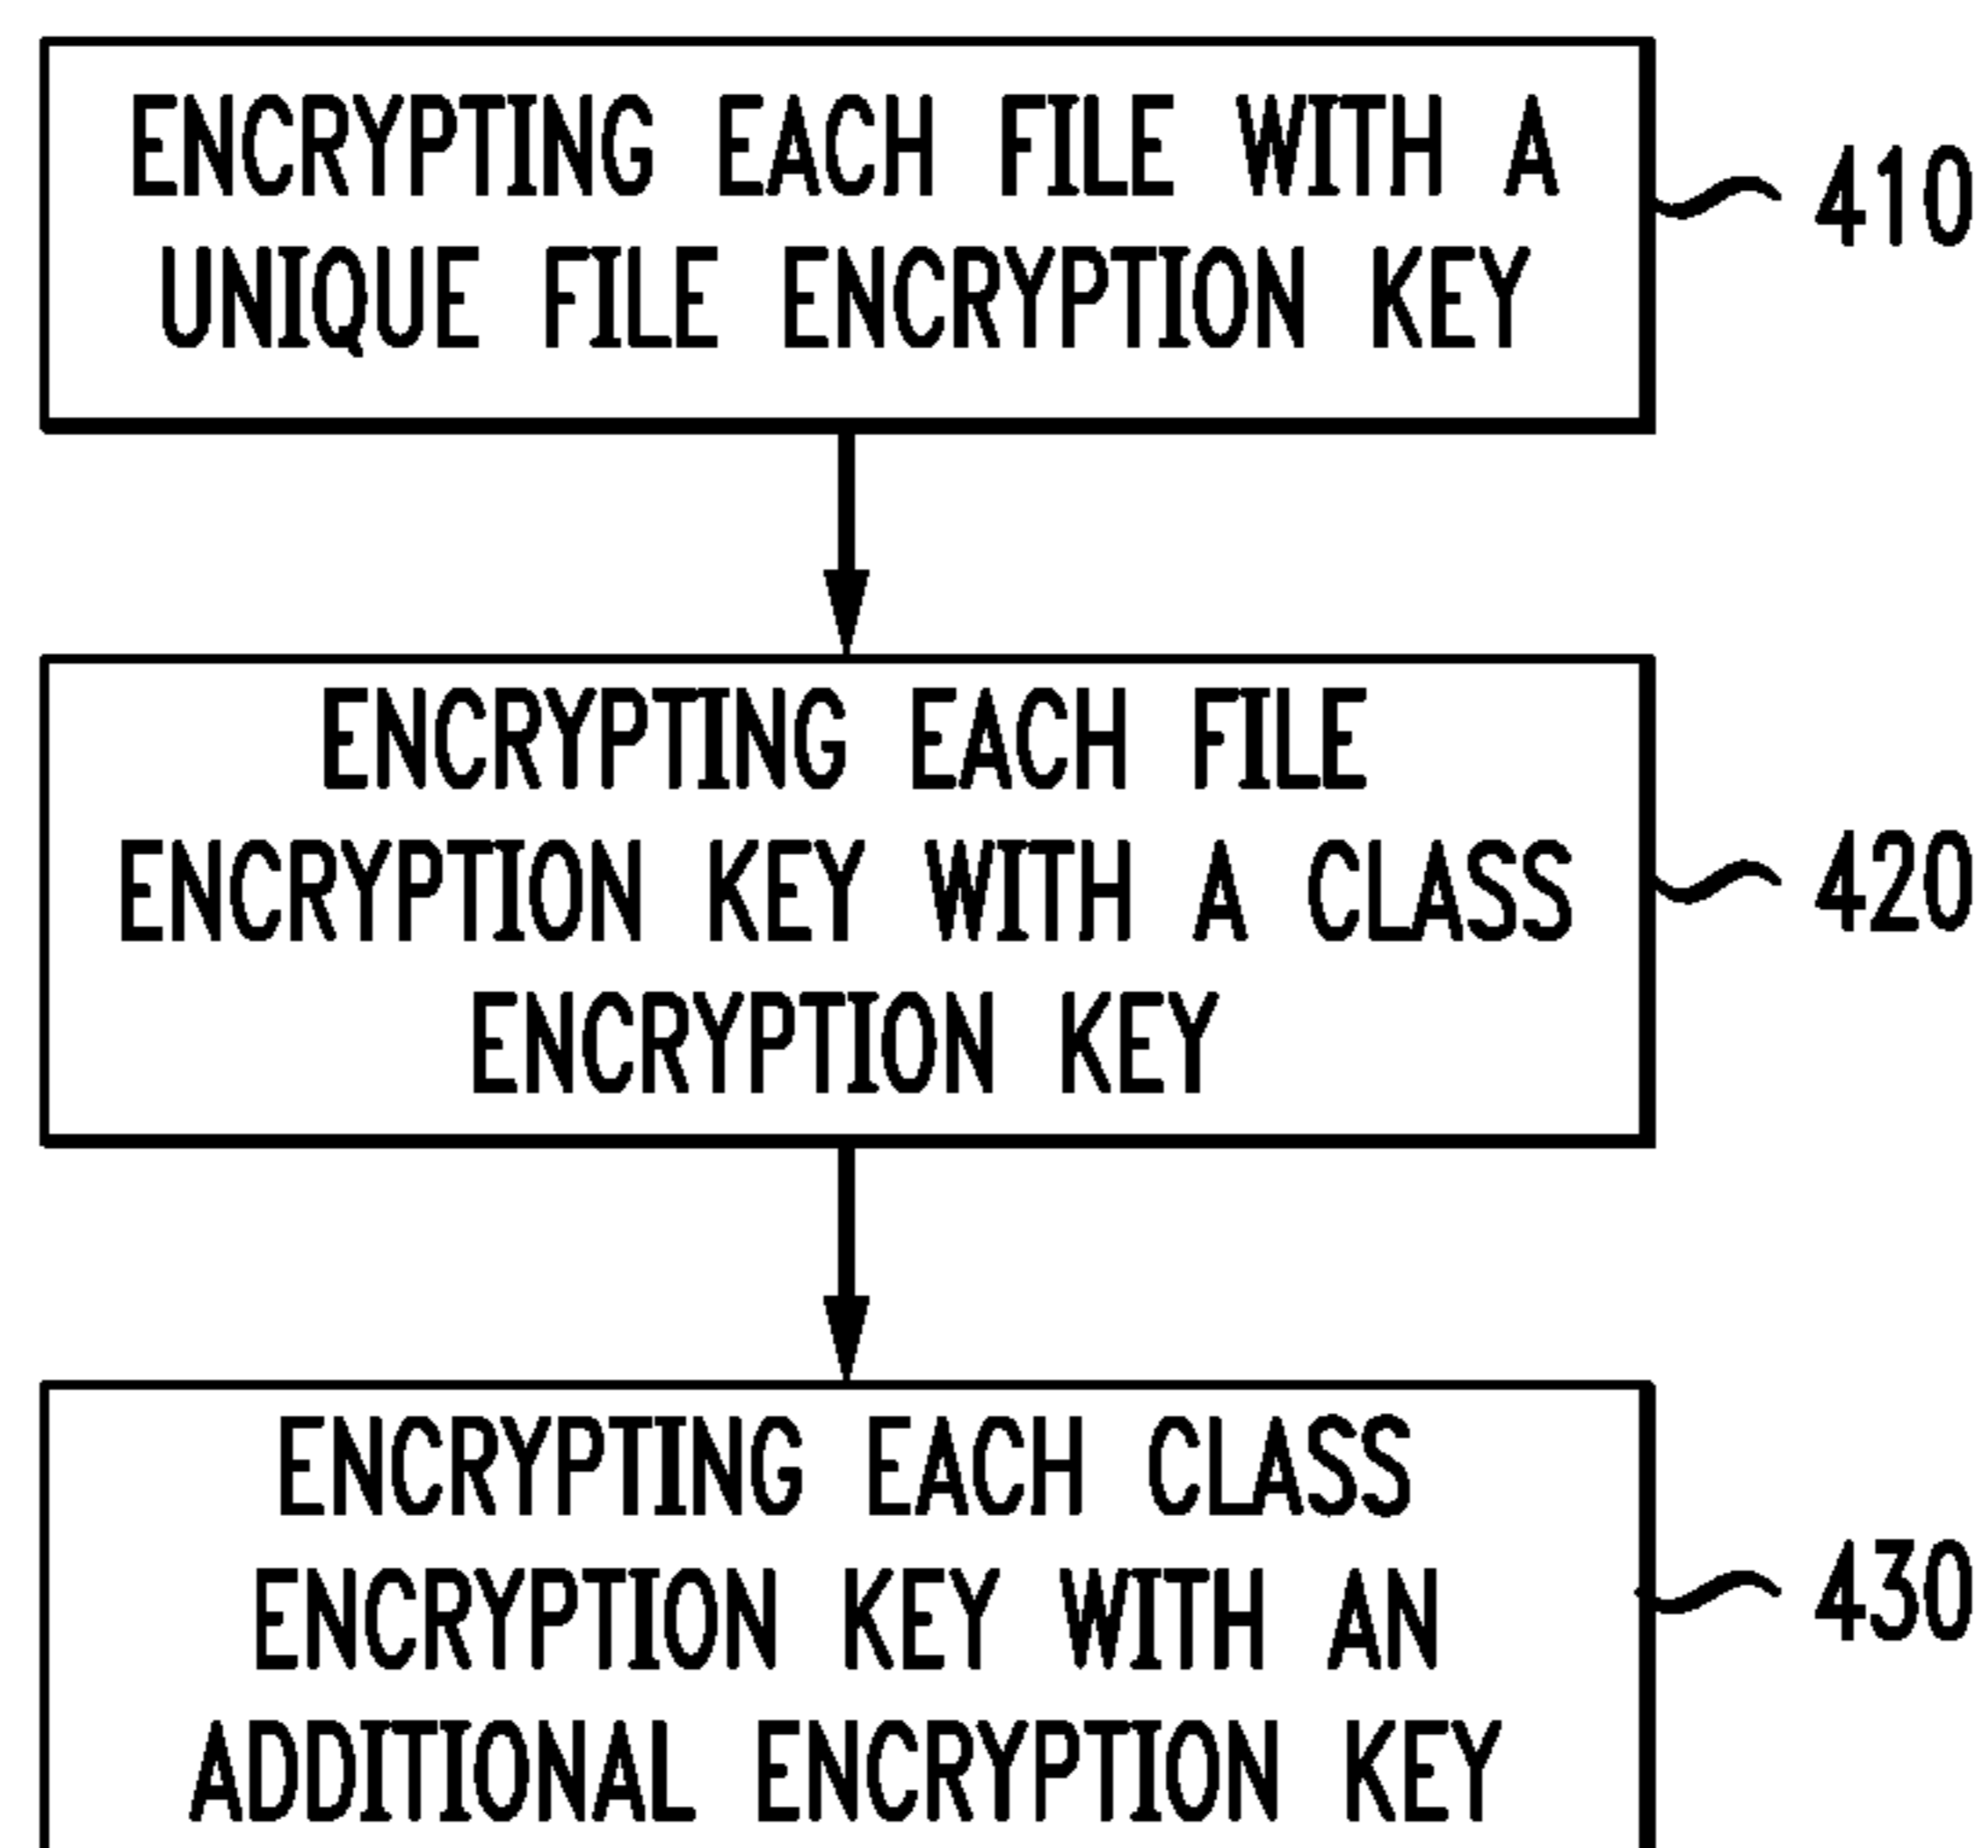 ENCRYPTING EACH FILE WITH A
UNIQUE FILE ENCRYPTION KEY
410
ENCRYPTING EACH FILE
ENCRYPTION KEY WITH A CLASS
ENCRYPTION KEY
420
ENCRYPTING EACH CLASS
ENCRYPTION KEY WITH AN
ADDITIONAL ENCRYPTION KEY
430